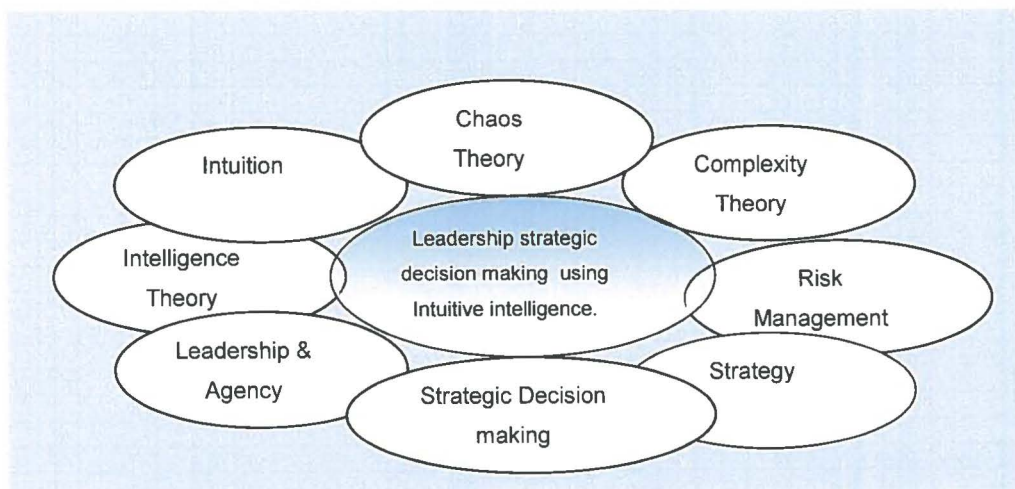 Chaos
Theory
Intuition
Complexity
Theory
Leadership strategic
decision making using
Intuitive intelligence.
Intelligence
Theory
Risk
Management
Leadership &
Agency
Strategy
Strategic Decision
making